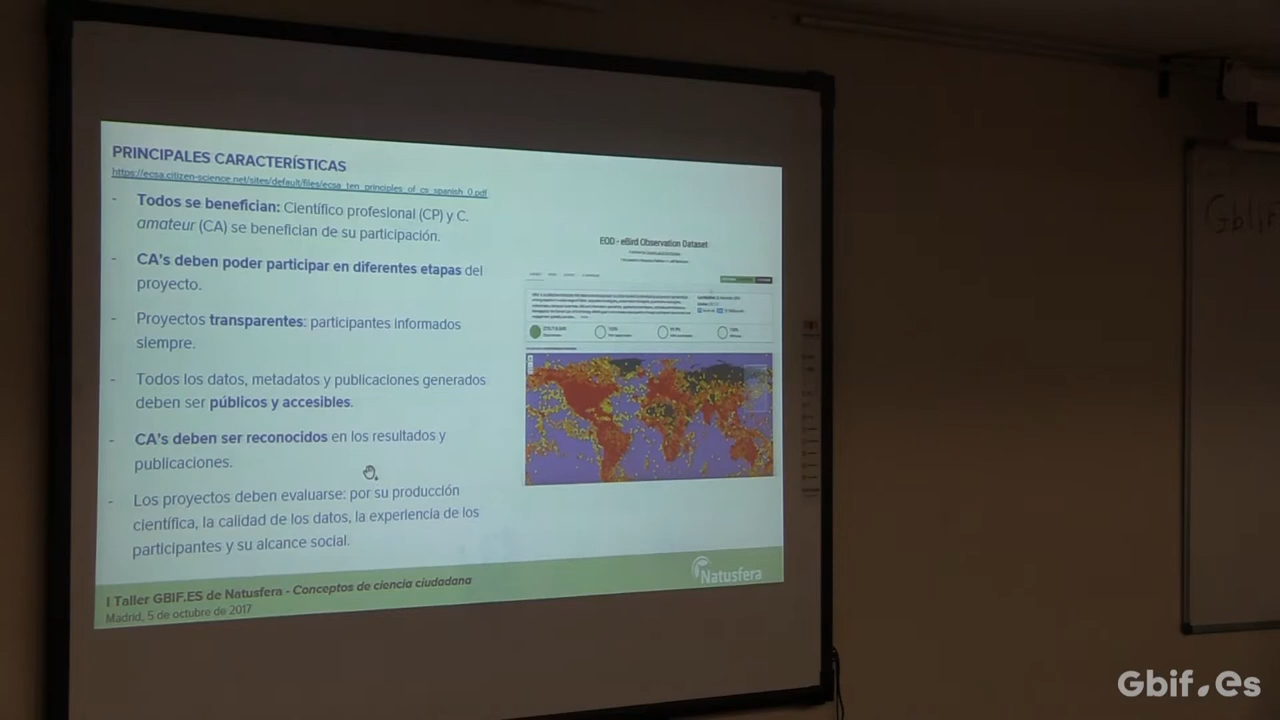 PRINCIPALES CARACTERÍSTICAS
https://ecsa.citizen-science.net/sites/default/files/ecsa_ten_principles_of_cs_spanish_0.pdf
- Todos se benefician: Científico profesional (CP) y C.
amateur (CA) se benefician de su participación.
- CA's deben poder participar en diferentes etapas del
proyecto.
- Proyectos transparentes: participantes informados
siempre.
- Todos los datos, metadatos y publicaciones generados
deben ser públicos y accesibles.
- CA's deben ser reconocidos en los resultados y
publicaciones.
- Los proyectos deben evaluarse: por su producción
científica, la calidad de los datos, la experiencia de los
participantes y su alcance social.
EOD - eBird Observation Dataset
I Taller GBIF.ES de Natusfera - Conceptos de ciencia ciudadana
Madrid, 5 de octubre de 2017
Natusfera
Gbif.es